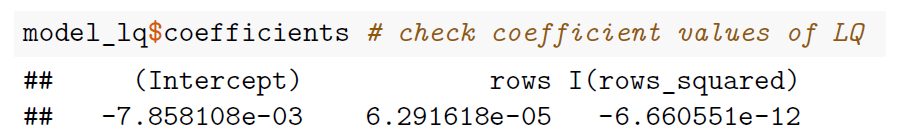 model_lq$coefficients # check coefficient values of LQ
## (Intercept) rows I(rows_squared)
## -7.858108e-03 6.291618e-05 -6.660551e-12